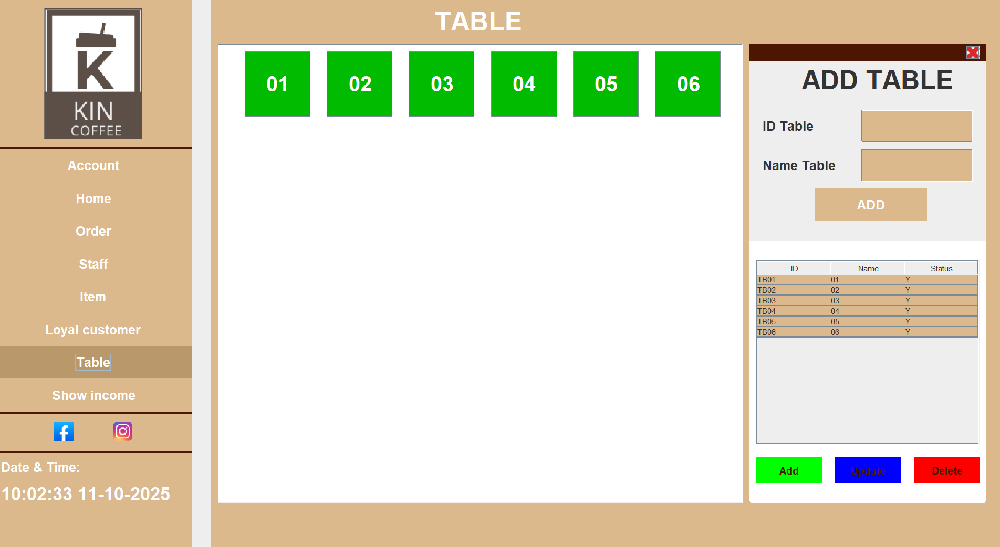 K
KIN
COFFEE
Account
Home
Order
Staff
Item
Loyal customer
Table
Show income
Date & Time:
10:02:33 11-10-2025
TABLE
01 02 03 04 05 06
ADD TABLE
ID Table
Name Table
ADD
ID Name Status
TB01 01 Y
TB02 02 Y
TB03 03 Y
TB04 04 Y
TB05 05 Y
TB06 06 Y
Add Update Delete